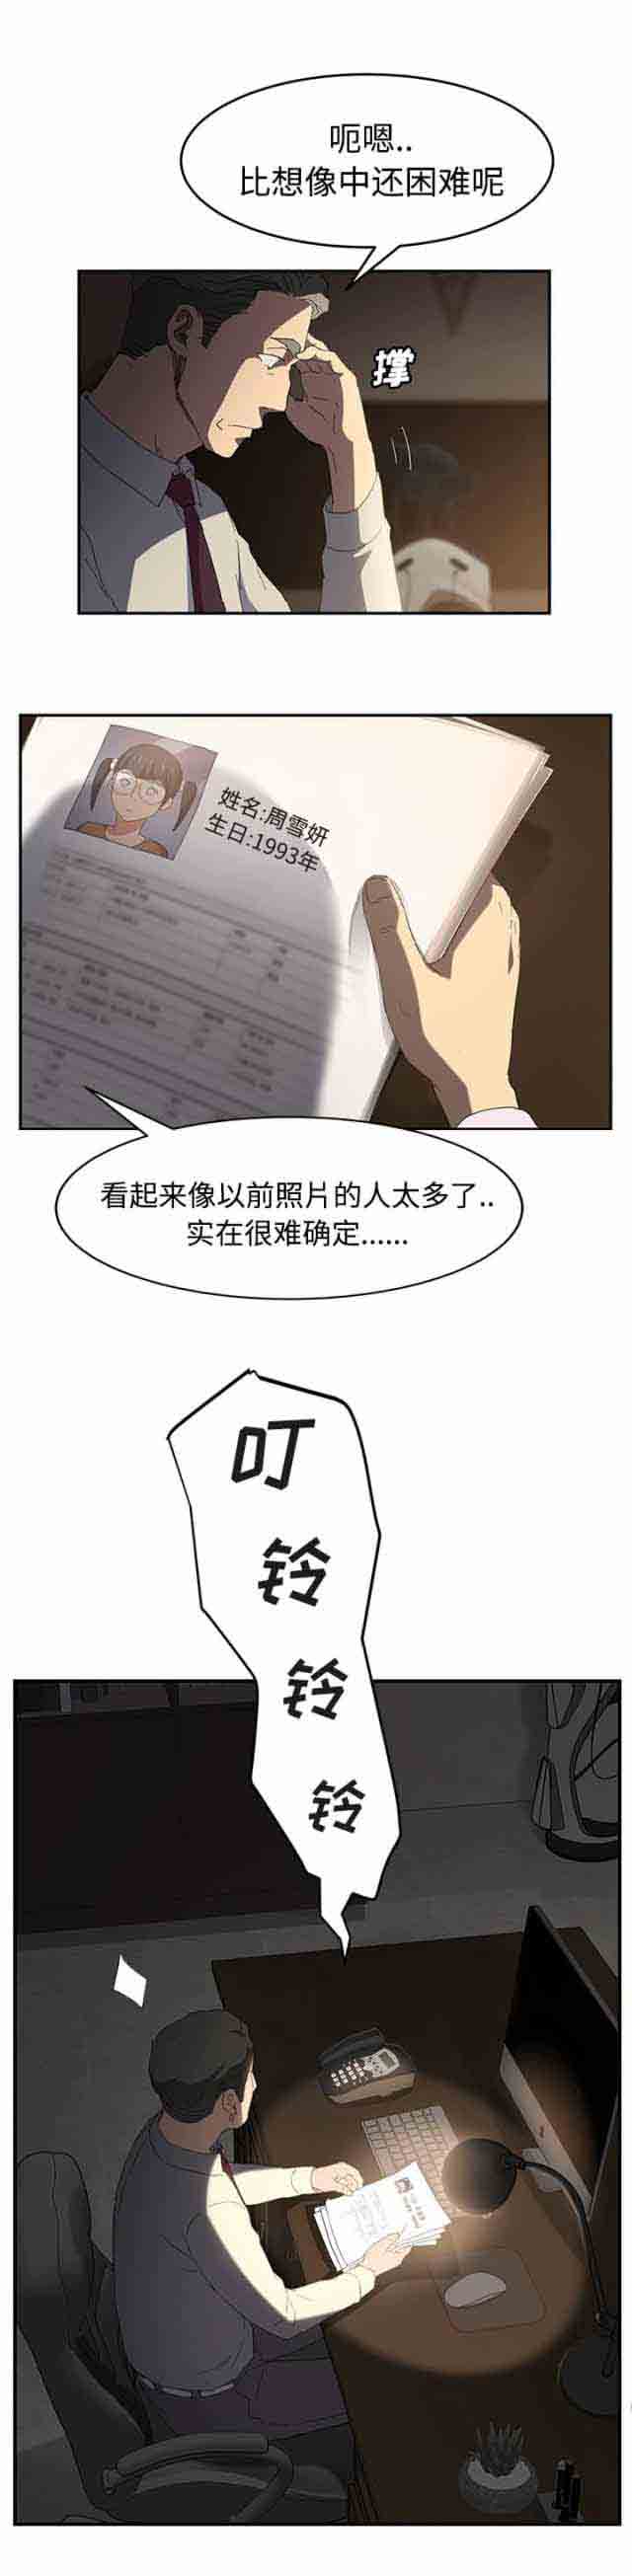 呃嗯..
比想像中还困难呢
撑
姓名:周雪妍
生日:1993年
看起来像以前照片的人太多了..
实在很难确定......
叮
铃
铃
铃